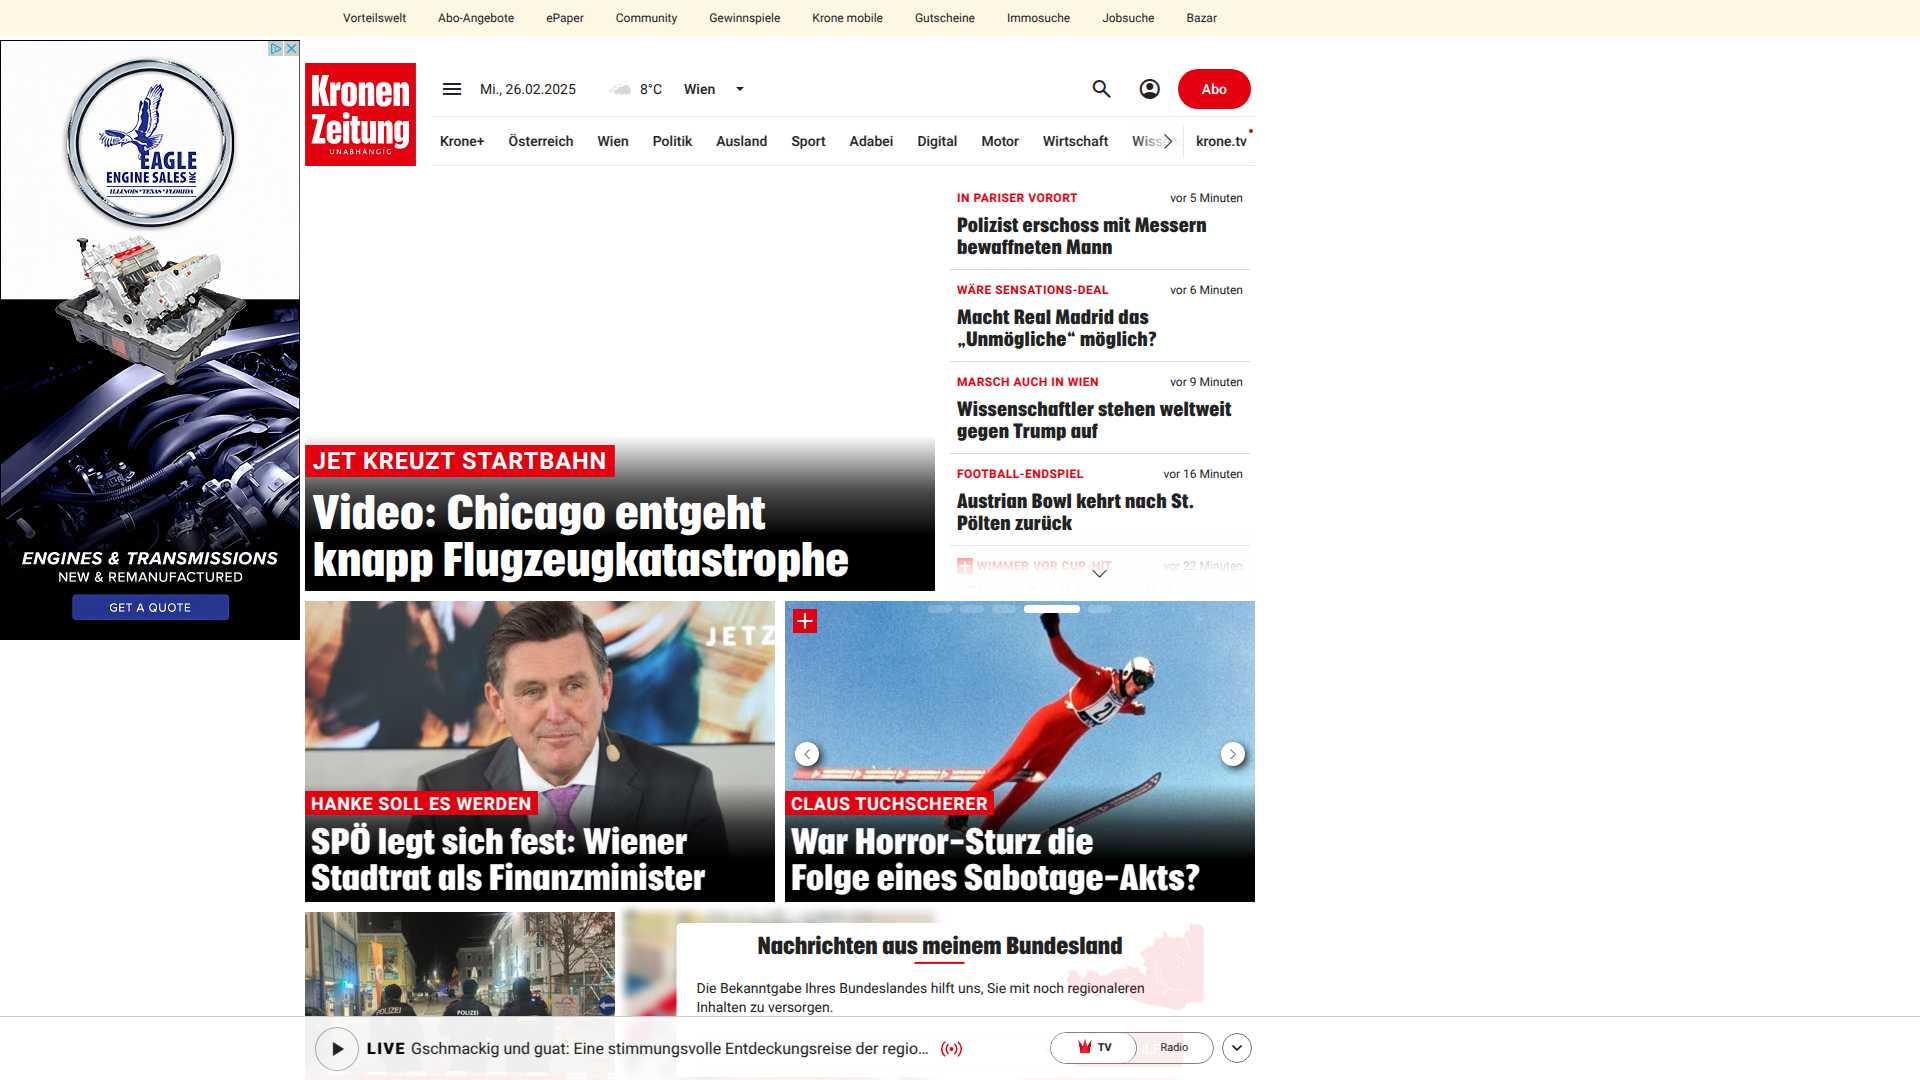 Vorteilswelt Abo-Angebote ePaper Community Gewinnspiele Krone mobile Gutscheine Immosuche Jobsuche Bazar
EAGLE
ENGINE SALES INC
ILLINOIS*TEXAS*FLORIDA
ENGINES & TRANSMISSIONS
NEW & REMANUFACTURED
GET A QUOTE
Kronen
Zeitung
UNABHÄNGIG
Mi., 26.02.2025 8°C Wien
Abo
Krone+ Österreich Wien Politik Ausland Sport Adabei Digital Motor Wirtschaft krone.tv
JET KREUZT STARTBAHN
Video: Chicago entgeht
knapp Flugzeugkatastrophe
IN PARISER VORORT vor 5 Minuten
Polizist erschoss mit Messern
bewaffneten Mann
WÄRE SENSATIONS-DEAL vor 6 Minuten
Macht Real Madrid das
„Unmögliche“ möglich?
MARSCH AUCH IN WIEN vor 9 Minuten
Wissenschaftler stehen weltweit
gegen Trump auf
FOOTBALL-ENDSPIEL vor 16 Minuten
Austrian Bowl kehrt nach St.
Pölten zurück
WIMMER VOR CUP-HIT vor 22 Minuten
JETZ
HANKE SOLL ES WERDEN
SPÖ legt sich fest: Wiener
Stadtrat als Finanzminister
21
CLAUS TUCHSCHERER
War Horror-Sturz die
Folge eines Sabotage-Akts?
POLIZEI
POLIZEI
Nachrichten aus meinem Bundesland
Die Bekanntgabe Ihres Bundeslandes hilft uns, Sie mit noch regionaleren
Inhalten zu versorgen.
LIVE Gschmackig und guat: Eine stimmungsvolle Entdeckungsreise der regio...
TV Radio